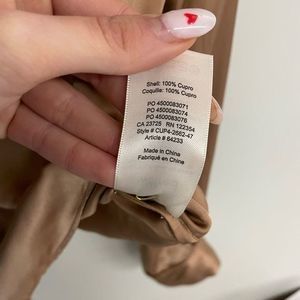 Shell: 100% Cupro
Coquille: 100% Cupro
PO 4500083071
PO 4500083074
PO 4500083076
CA 23725 RN 122354
Style # CUP4-2662-47
Article # 64233
Made in China
Fabriqué en Chine